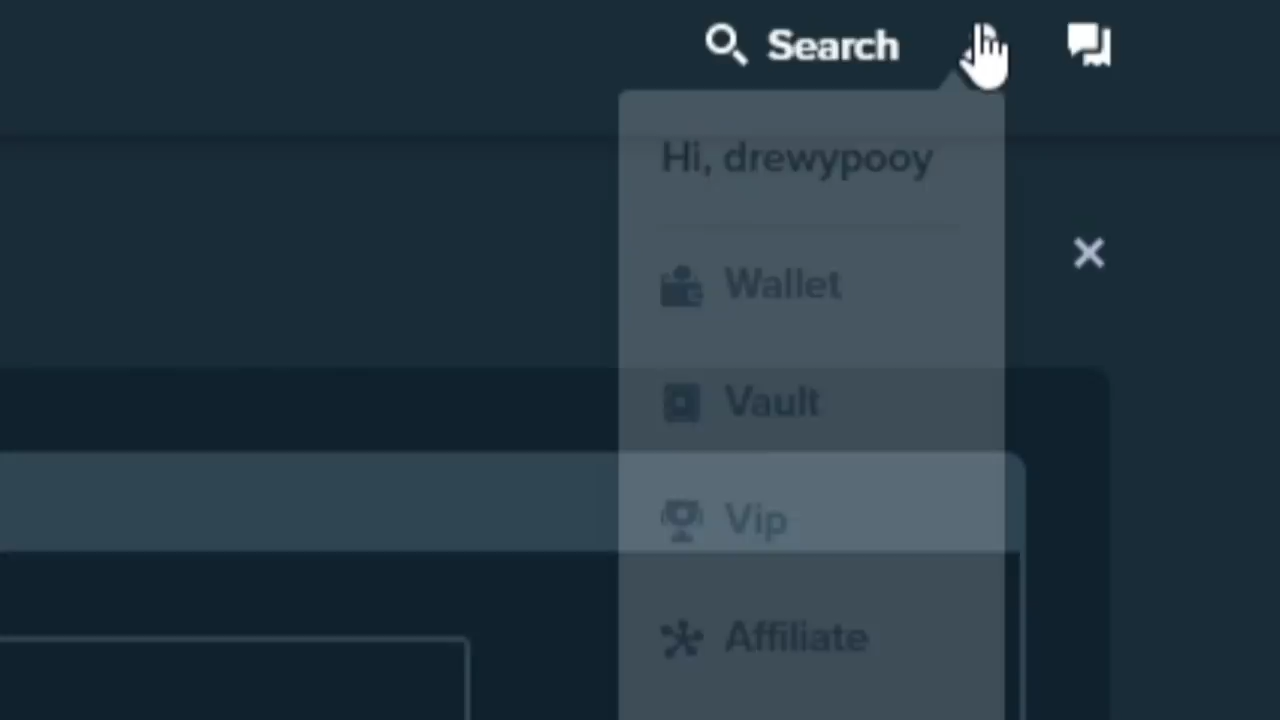 Search
Hi, drewypooy
Wallet
Vault
Vip
Affiliate